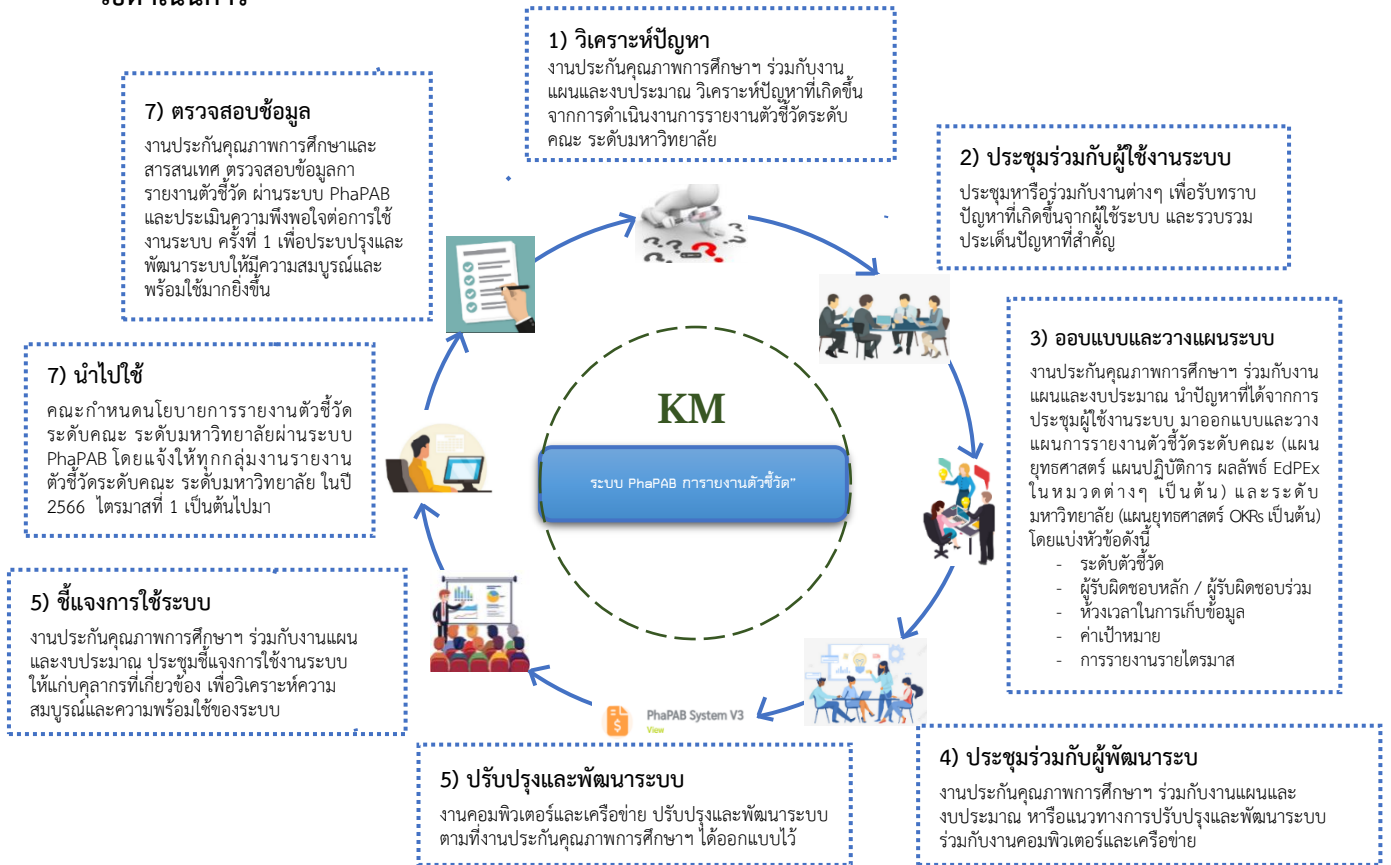 1) วิเคราะห์ปัญหา
งานประกันคุณภาพการศึกษาฯ ร่วมกับงาน
แผนและงบประมาณ วิเคราะห์ปัญหาที่เกิดขึ้น
จากการดำเนินงานการรายงานตัวชี้วัดระดับ
คณะ ระดับมหาวิทยาลัย
2) ประชุมร่วมกับผู้ใช้งานระบบ
ประชุมหารือร่วมกับงานต่างๆ เพื่อรับทราบ
ปัญหาที่เกิดขึ้นจากผู้ใช้ระบบ และรวบรวม
ประเด็นปัญหาที่สำคัญ
3) ออบแบบและวางแผนระบบ
งานประกันคุณภาพการศึกษาฯ ร่วมกับงาน
แผนและงบประมาณ นำปัญหาที่ได้จากการ
ประชุมผู้ใช้งานระบบ มาออกแบบและวาง
แผนการรายงานตัวชี้วัดระดับคณะ (แผน
ยุทธศาสตร์ แผนปฏิบัติการ ผลลัพธ์ EdPEx
ในหมวดต่างๆ เป็นต้น) และระดับ
มหาวิทยาลัย (แผนยุทธศาสตร์ OKRs เป็นต้น)
โดยแบ่งหัวข้อดังนี้
- ระดับตัวชี้วัด
- ผู้รับผิดชอบหลัก / ผู้รับผิดชอบร่วม
- ห้วงเวลาในการเก็บข้อมูล
- ค่าเป้าหมาย
- การรายงานรายไตรมาส
4) ประชุมร่วมกับผู้พัฒนาระบ
งานประกันคุณภาพการศึกษาฯ ร่วมกับงานแผนและ
งบประมาณ หารือแนวทางการปรับปรุงและพัฒนาระบบ
ร่วมกับงานคอมพิวเตอร์และเครือข่าย
PhaPAB System V3
View
5) ปรับปรุงและพัฒนาระบบ
งานคอมพิวเตอร์และเครือข่าย ปรับปรุงและพัฒนาระบบ
ตามที่งานประกันคุณภาพการศึกษาฯ ได้ออกแบบไว้
5) ชี้แจงการใช้ระบบ
งานประกันคุณภาพการศึกษาฯ ร่วมกับงานแผน
และงบประมาณ ประชุมชี้แจงการใช้งานระบบ
ให้แก่บคุลากรที่เกี่ยวข้อง เพื่อวิเคราะห์ความ
สมบูรณ์และความพร้อมใช้ของระบบ
7) นำไปใช้
คณะกำหนดนโยบายการรายงานตัวชี้วัด
ระดับคณะ ระดับมหาวิทยาลัยผ่านระบบ
PhaPAB โดยแจ้งให้ทุกกลุ่มงานรายงาน
ตัวชี้วัดระดับคณะ ระดับมหาวิทยาลัย ในปี
2566 ไตรมาสที่ 1 เป็นต้นไปมา
7) ตรวจสอบช้อมูล
งานประกันคุณภาพการศึกษาและ
สารสนเทศ ตรวจสอบข้อมูลกา
รายงานตัวชี้วัด ผ่านระบบ PhaPAB
และประเมินความพึงพอใจต่อการใช้
งานระบบ ครั้งที่ 1 เพื่อประบปรุงและ
พัฒนาระบบให้มีความสมบูรณ์และ
พร้อมใช้มากยิ่งขึ้น
KM
ระบบ PhaPAB การายงานตัวชี้วัด"